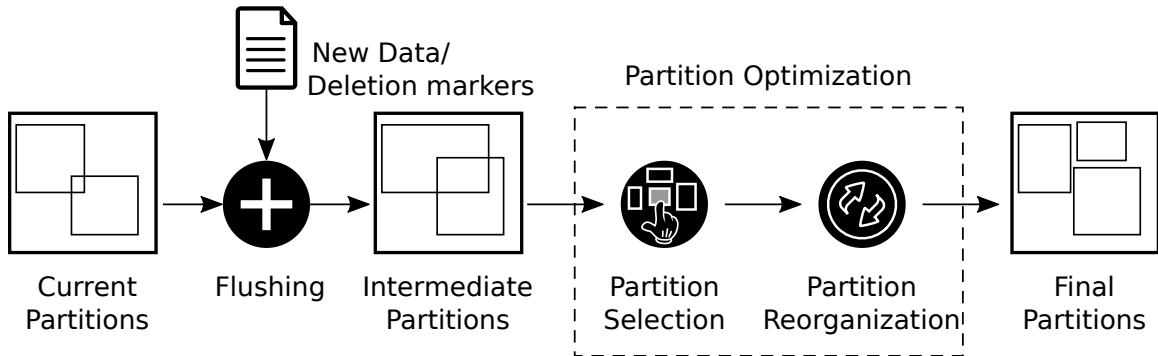 New Data/
Deletion markers
Partition Optimization
Current
Partitions
Flushing
Intermediate
Partitions
Partition
Selection
Partition
Reorganization
Final
Partitions